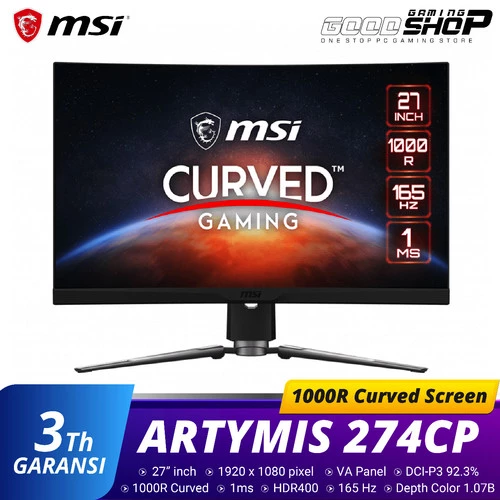 msi
GAMING
GOOD SHOP
ONE STOP PC GAMING STORE
msi
CURVED™
GAMING
27
INCH
1000
R
165
HZ
1
MS
msi
1000R Curved Screen
3Th
GARANSI
ARTYMIS 274CP
27” inch 1920 x 1080 pixel VA Panel DCI-P3 92.3%
1000R Curved 1ms HDR400 165 Hz Depth Color 1.07B